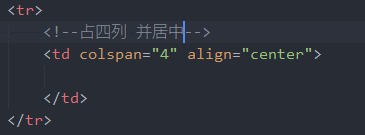 <tr>
<!--占四列 并居中-->
<td colspan="4" align="center">
</td>
</tr>